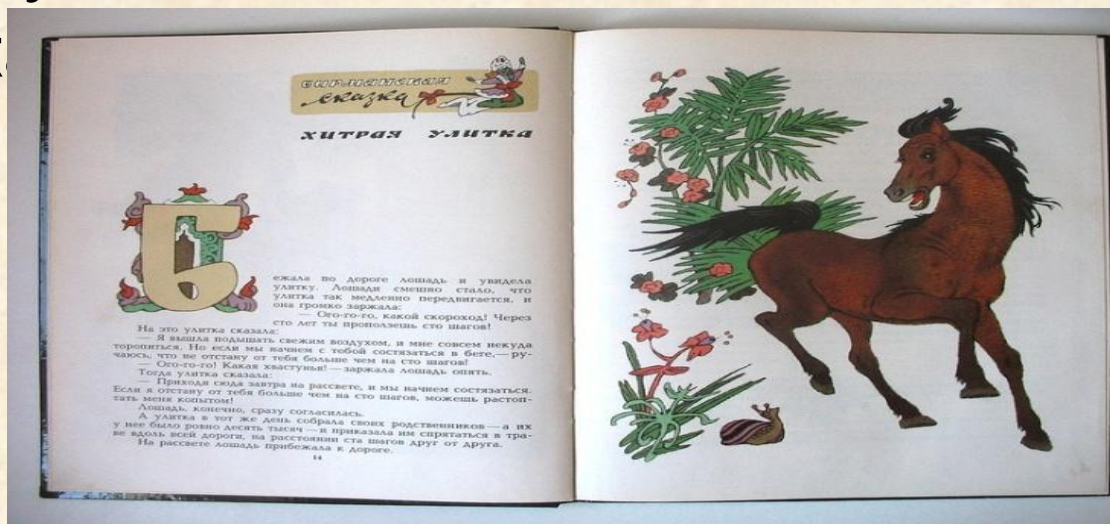 бирманская
сказка
ХИТРАЯ УЛИТКА
Б
ежала по дороге лошадь и увидела
улитку. Лошади смешно стало, что
улитка так медленно передвигается, и
она громко заржала:
— Ого-го-го, какой скороход! Через
сто лет ты проползешь сто шагов!
На это улитка сказала:
— Я вышла подышать свежим воздухом, и мне совсем некуда
торопиться. Но если мы начнем с тобой состязаться в беге,— ру-
чаюсь, что не отстану от тебя больше чем на сто шагов!
— Ого-го-го! Какая хвастунья! — заржала лошадь опять.
Тогда улитка сказала:
— Приходи сюда завтра на рассвете, и мы начнем состязаться.
Если я отстану от тебя больше чем на сто шагов, можешь растоп-
тать меня копытом!
Лошадь, конечно, сразу согласилась.
А улитка в тот же день собрала своих родственников — а их
у нее было ровно десять тысяч — и приказала им спрятаться в тра-
ве вдоль всей дороги, на расстоянии ста шагов друг от друга.
На рассвете лошадь прибежала к дороге.
14